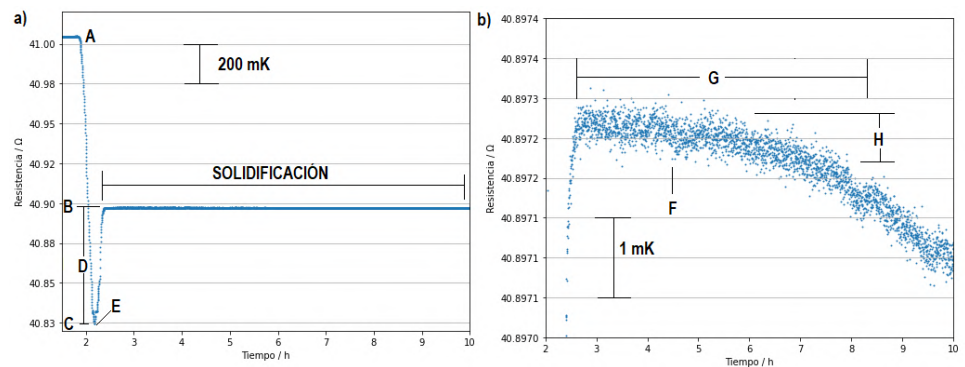 a)
A
41.00
200 mK
40.98
40.95
40.92
SOLIDIFICACIÓN
40.90
B
40.88
D
40.85
E
C
40.83
2
3
4
5
6
7
8
9
10
Tiempo / h
Resistencia / Ω
b)
40.8974
40.8974
G
40.8973
H
40.8972
40.8972
F
40.8971
1 mK
40.8971
40.8971
40.8970
2
3
4
5
6
7
8
9
10
Tiempo / h
Resistencia / Ω